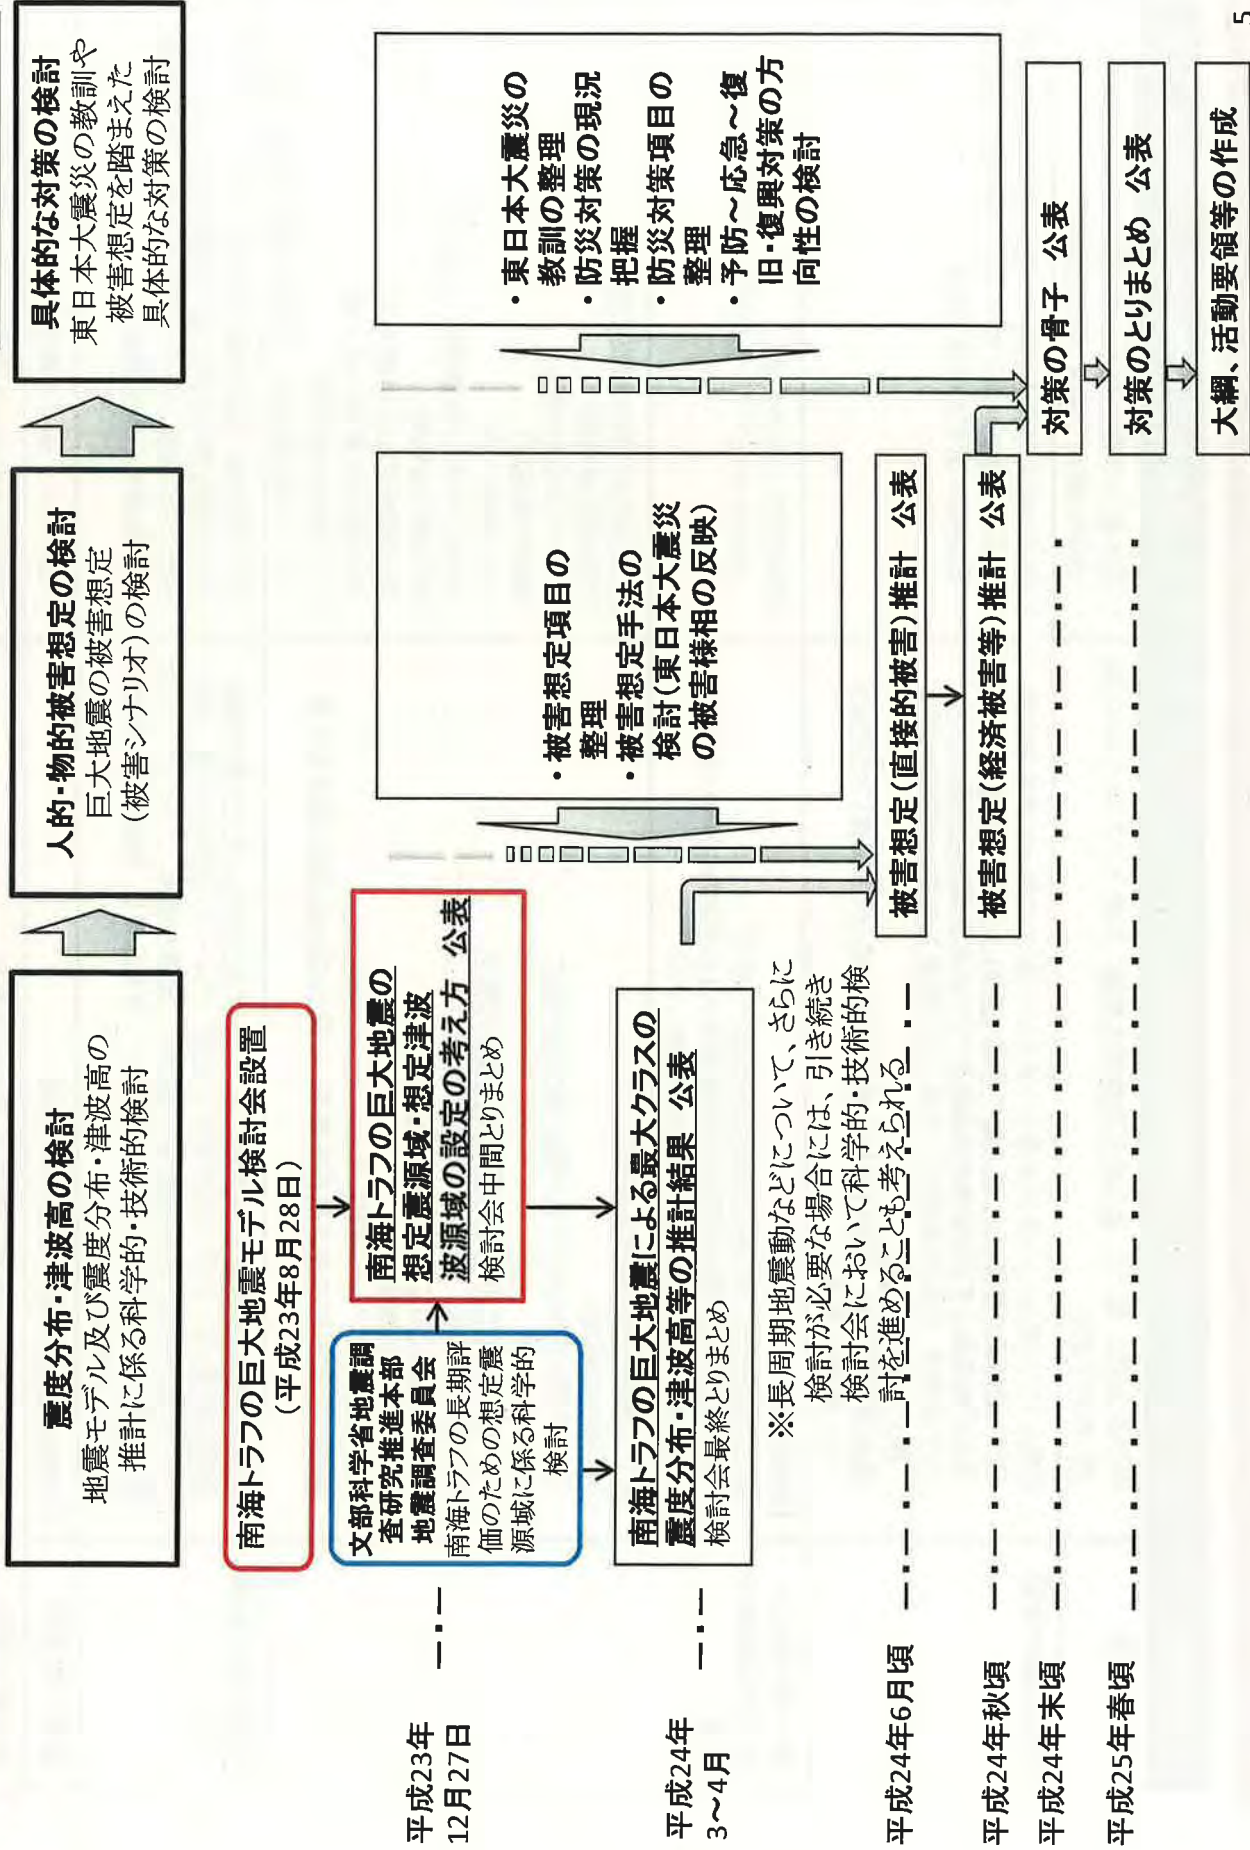 震度分布・津波高の検討
地震モデル及び震度分布・津波高の
推計に係る科学的・技術的検討
人的・物的被害想定の検討
巨大地震の被害想定
(被害シナリオ)の検討
具体的な対策の検討
東日本大震災の教訓や
被害想定を踏まえた
具体的な対策の検討
南海トラフの巨大地震モデル検討会設置
(平成23年8月28日)
平成23年
12月27日
文部科学省地震調
査研究推進本部
地震調査委員会
南海トラフの長期評
価のための想定震
源域に係る科学的
検討
南海トラフの巨大地震の
想定震源域・想定津波
波源域の設定の考え方 公表
検討会中間とりまとめ
平成24年
3～4月
南海トラフの巨大地震による最大クラスの
震度分布・津波高等の推計結果 公表
検討会最終とりまとめ
※長周期地震動などについて、さらに
検討が必要な場合には、引き続き
検討会において科学的・技術的検
討を進めることも考えられる
・被害想定項目の
整理
・被害想定手法の
検討(東日本大震災
の被害様相の反映)
・東日本大震災の
教訓の整理
・防災対策の現況
把握
・防災対策項目の
整理
・予防～応急～復
旧・復興対策の方
向性の検討
平成24年6月頃
被害想定(直接的被害)推計 公表
平成24年秋頃
被害想定(経済被害等)推計 公表
平成24年末頃
対策の骨子 公表
平成25年春頃
対策のとりまとめ 公表
大綱、活動要領等の作成
5